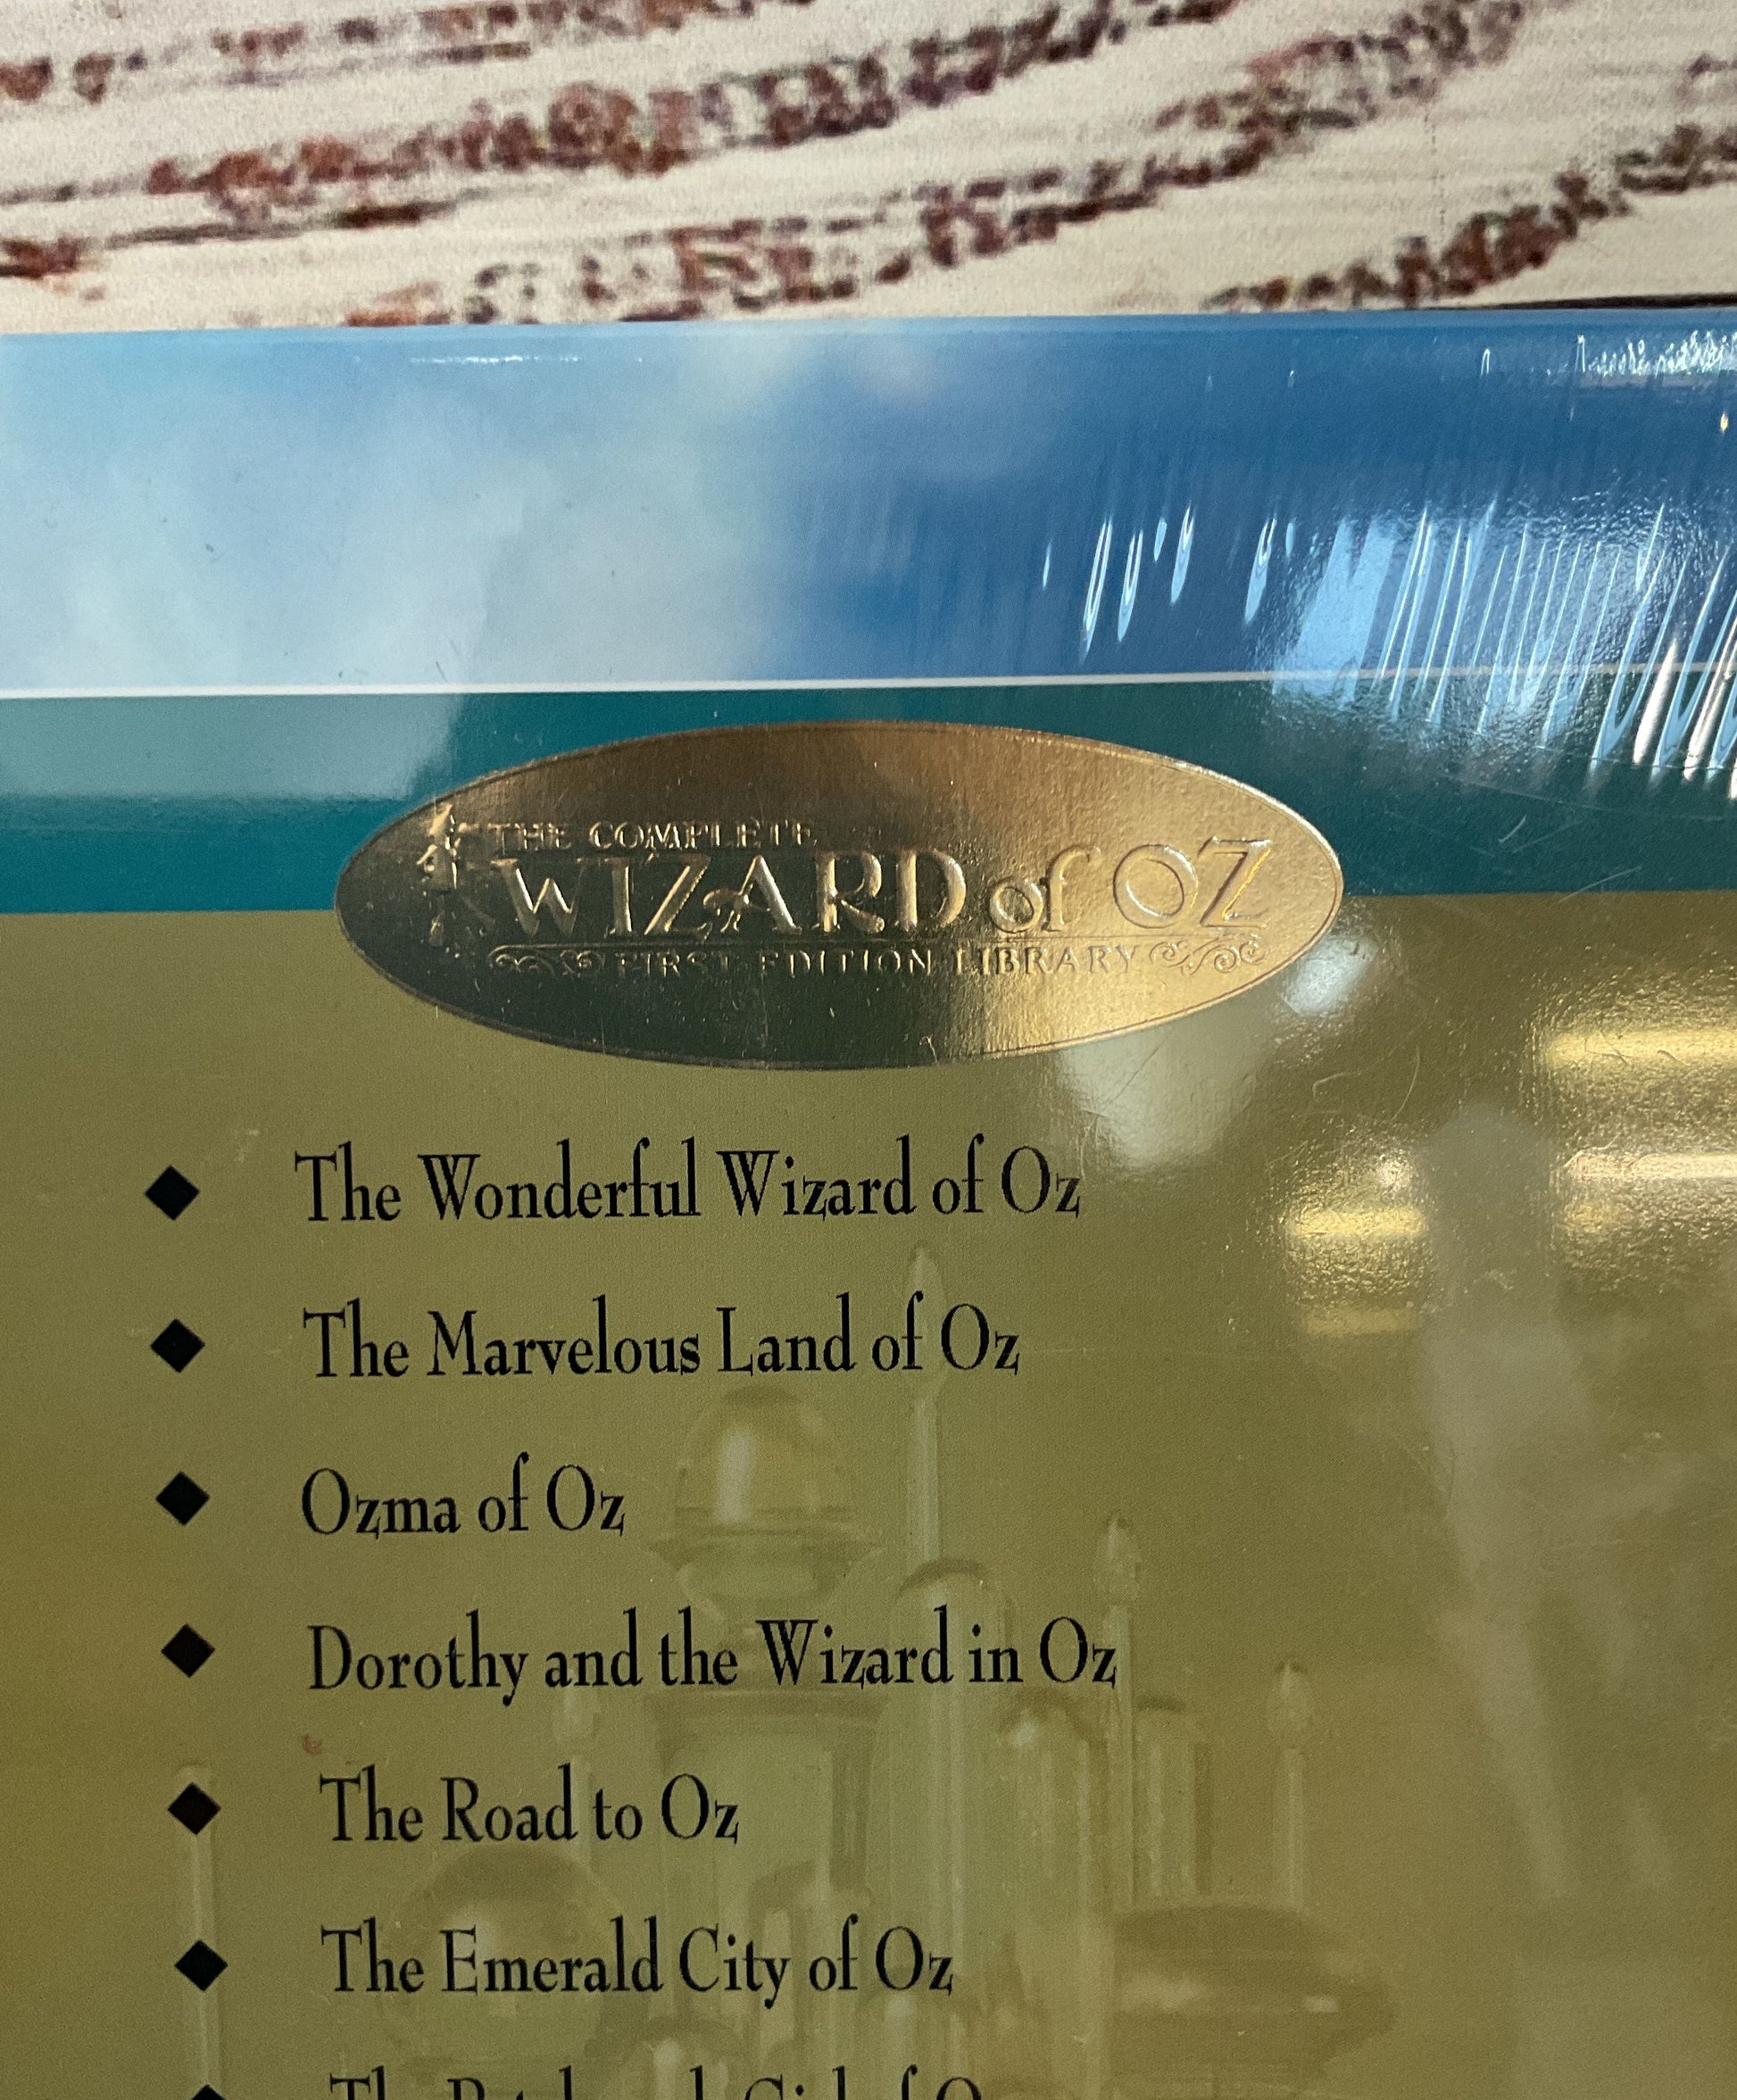 THE COMPLETE
WIZARD of OZ
FIRST EDITION LIBRARY
The Wonderful Wizard of Oz
The Marvelous Land of Oz
Ozma of Oz
Dorothy and the Wizard in Oz
The Road to Oz
The Emerald City of Oz